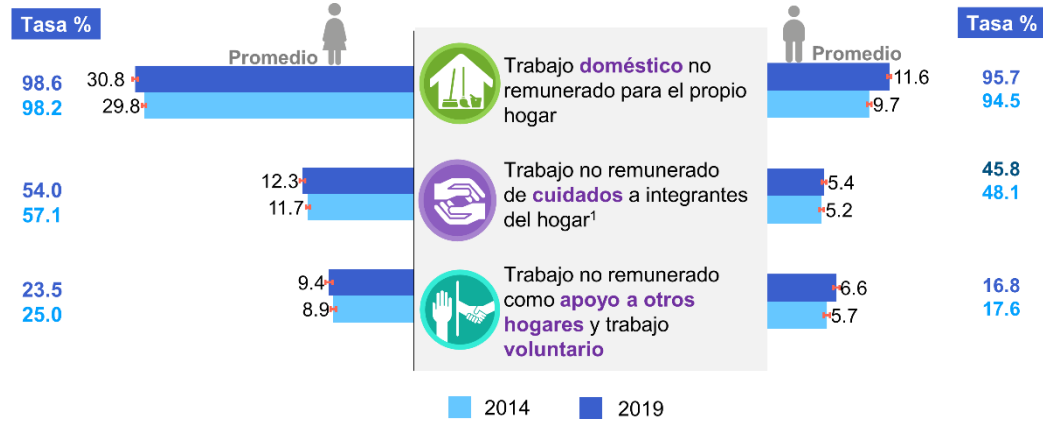 Tasa %
Promedio
98.6
98.2
30.8
29.8
Trabajo doméstico no
remunerado para el propio
hogar
Promedio
11.6
9.7
Tasa %
95.7
94.5
54.0
57.1
12.3
11.7
Trabajo no remunerado
de cuidados a integrantes
del hogar¹
5.4
5.2
45.8
48.1
23.5
25.0
9.4
8.9
Trabajo no remunerado
como apoyo a otros
hogares y trabajo
voluntario
6.6
5.7
16.8
17.6
2014
2019